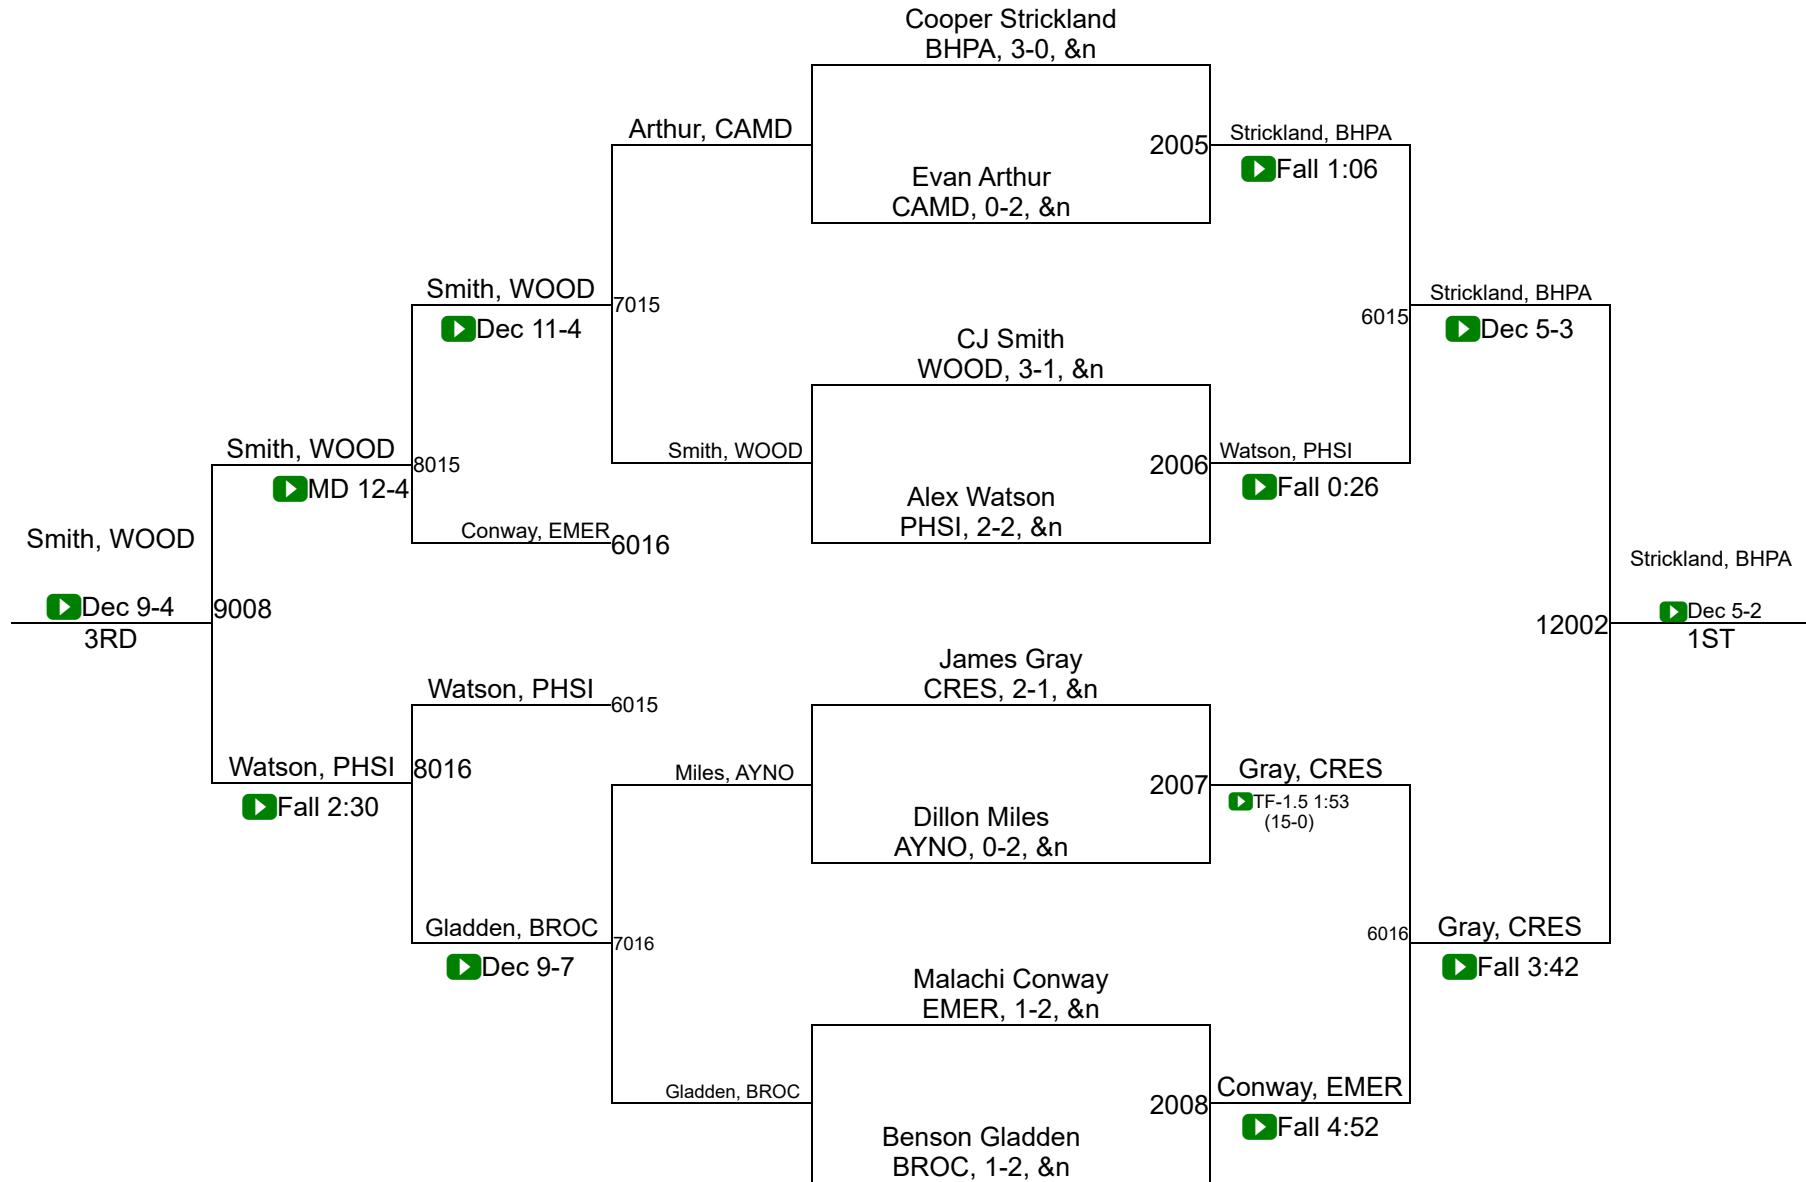 Cooper Strickland
BHPA, 3-0, &n
Arthur, CAMD
2005
Strickland, BHPA
Fall 1:06
Evan Arthur
CAMD, 0-2, &n
Smith, WOOD
7015
Dec 11-4
Strickland, BHPA
6015
Dec 5-3
CJ Smith
WOOD, 3-1, &n
Smith, WOOD
8015
MD 12-4
Smith, WOOD
2006
Watson, PHSI
Fall 0:26
Alex Watson
PHSI, 2-2, &n
Conway, EMER
6016
Smith, WOOD
Dec 9-4
9008
3RD
Strickland, BHPA
12002
Dec 5-2
1ST
James Gray
CRES, 2-1, &n
Watson, PHSI
6015
Watson, PHSI
8016
Fall 2:30
Miles, AYNO
2007
Gray, CRES
TF-1.5 1:53
(15-0)
Dillon Miles
AYNO, 0-2, &n
Gladden, BROC
7016
Dec 9-7
6016
Gray, CRES
Fall 3:42
Malachi Conway
EMER, 1-2, &n
Gladden, BROC
2008
Conway, EMER
Fall 4:52
Benson Gladden
BROC, 1-2, &n